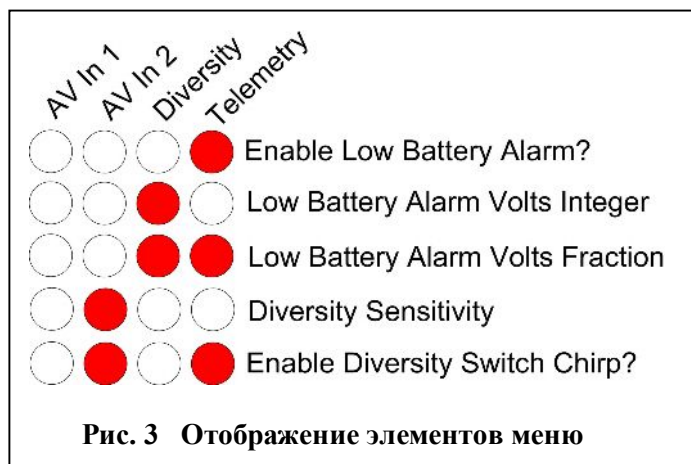 AV In 1
AV In 2
Diversity
Telemetry
Enable Low Battery Alarm?
Low Battery Alarm Volts Integer
Low Battery Alarm Volts Fraction
Diversity Sensitivity
Enable Diversity Switch Chirp?
Рис. 3 Отображение элементов меню